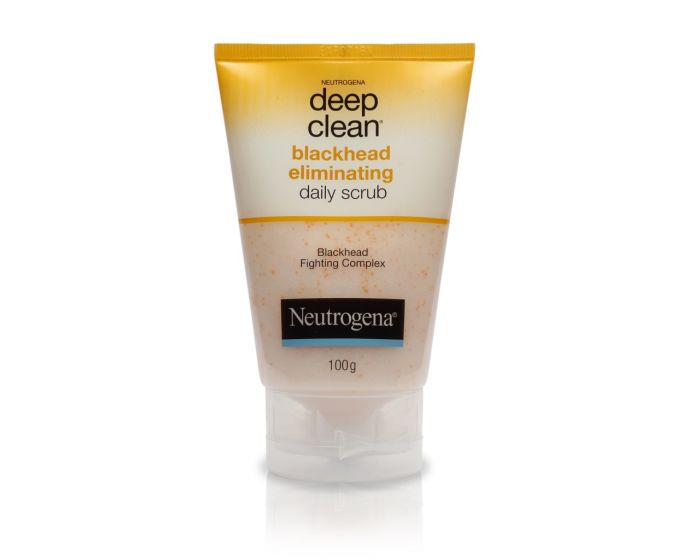 NEUTROGENA
deep
clean®
blackhead
eliminating
daily scrub
Blackhead
Fighting Complex
Neutrogena®
100g